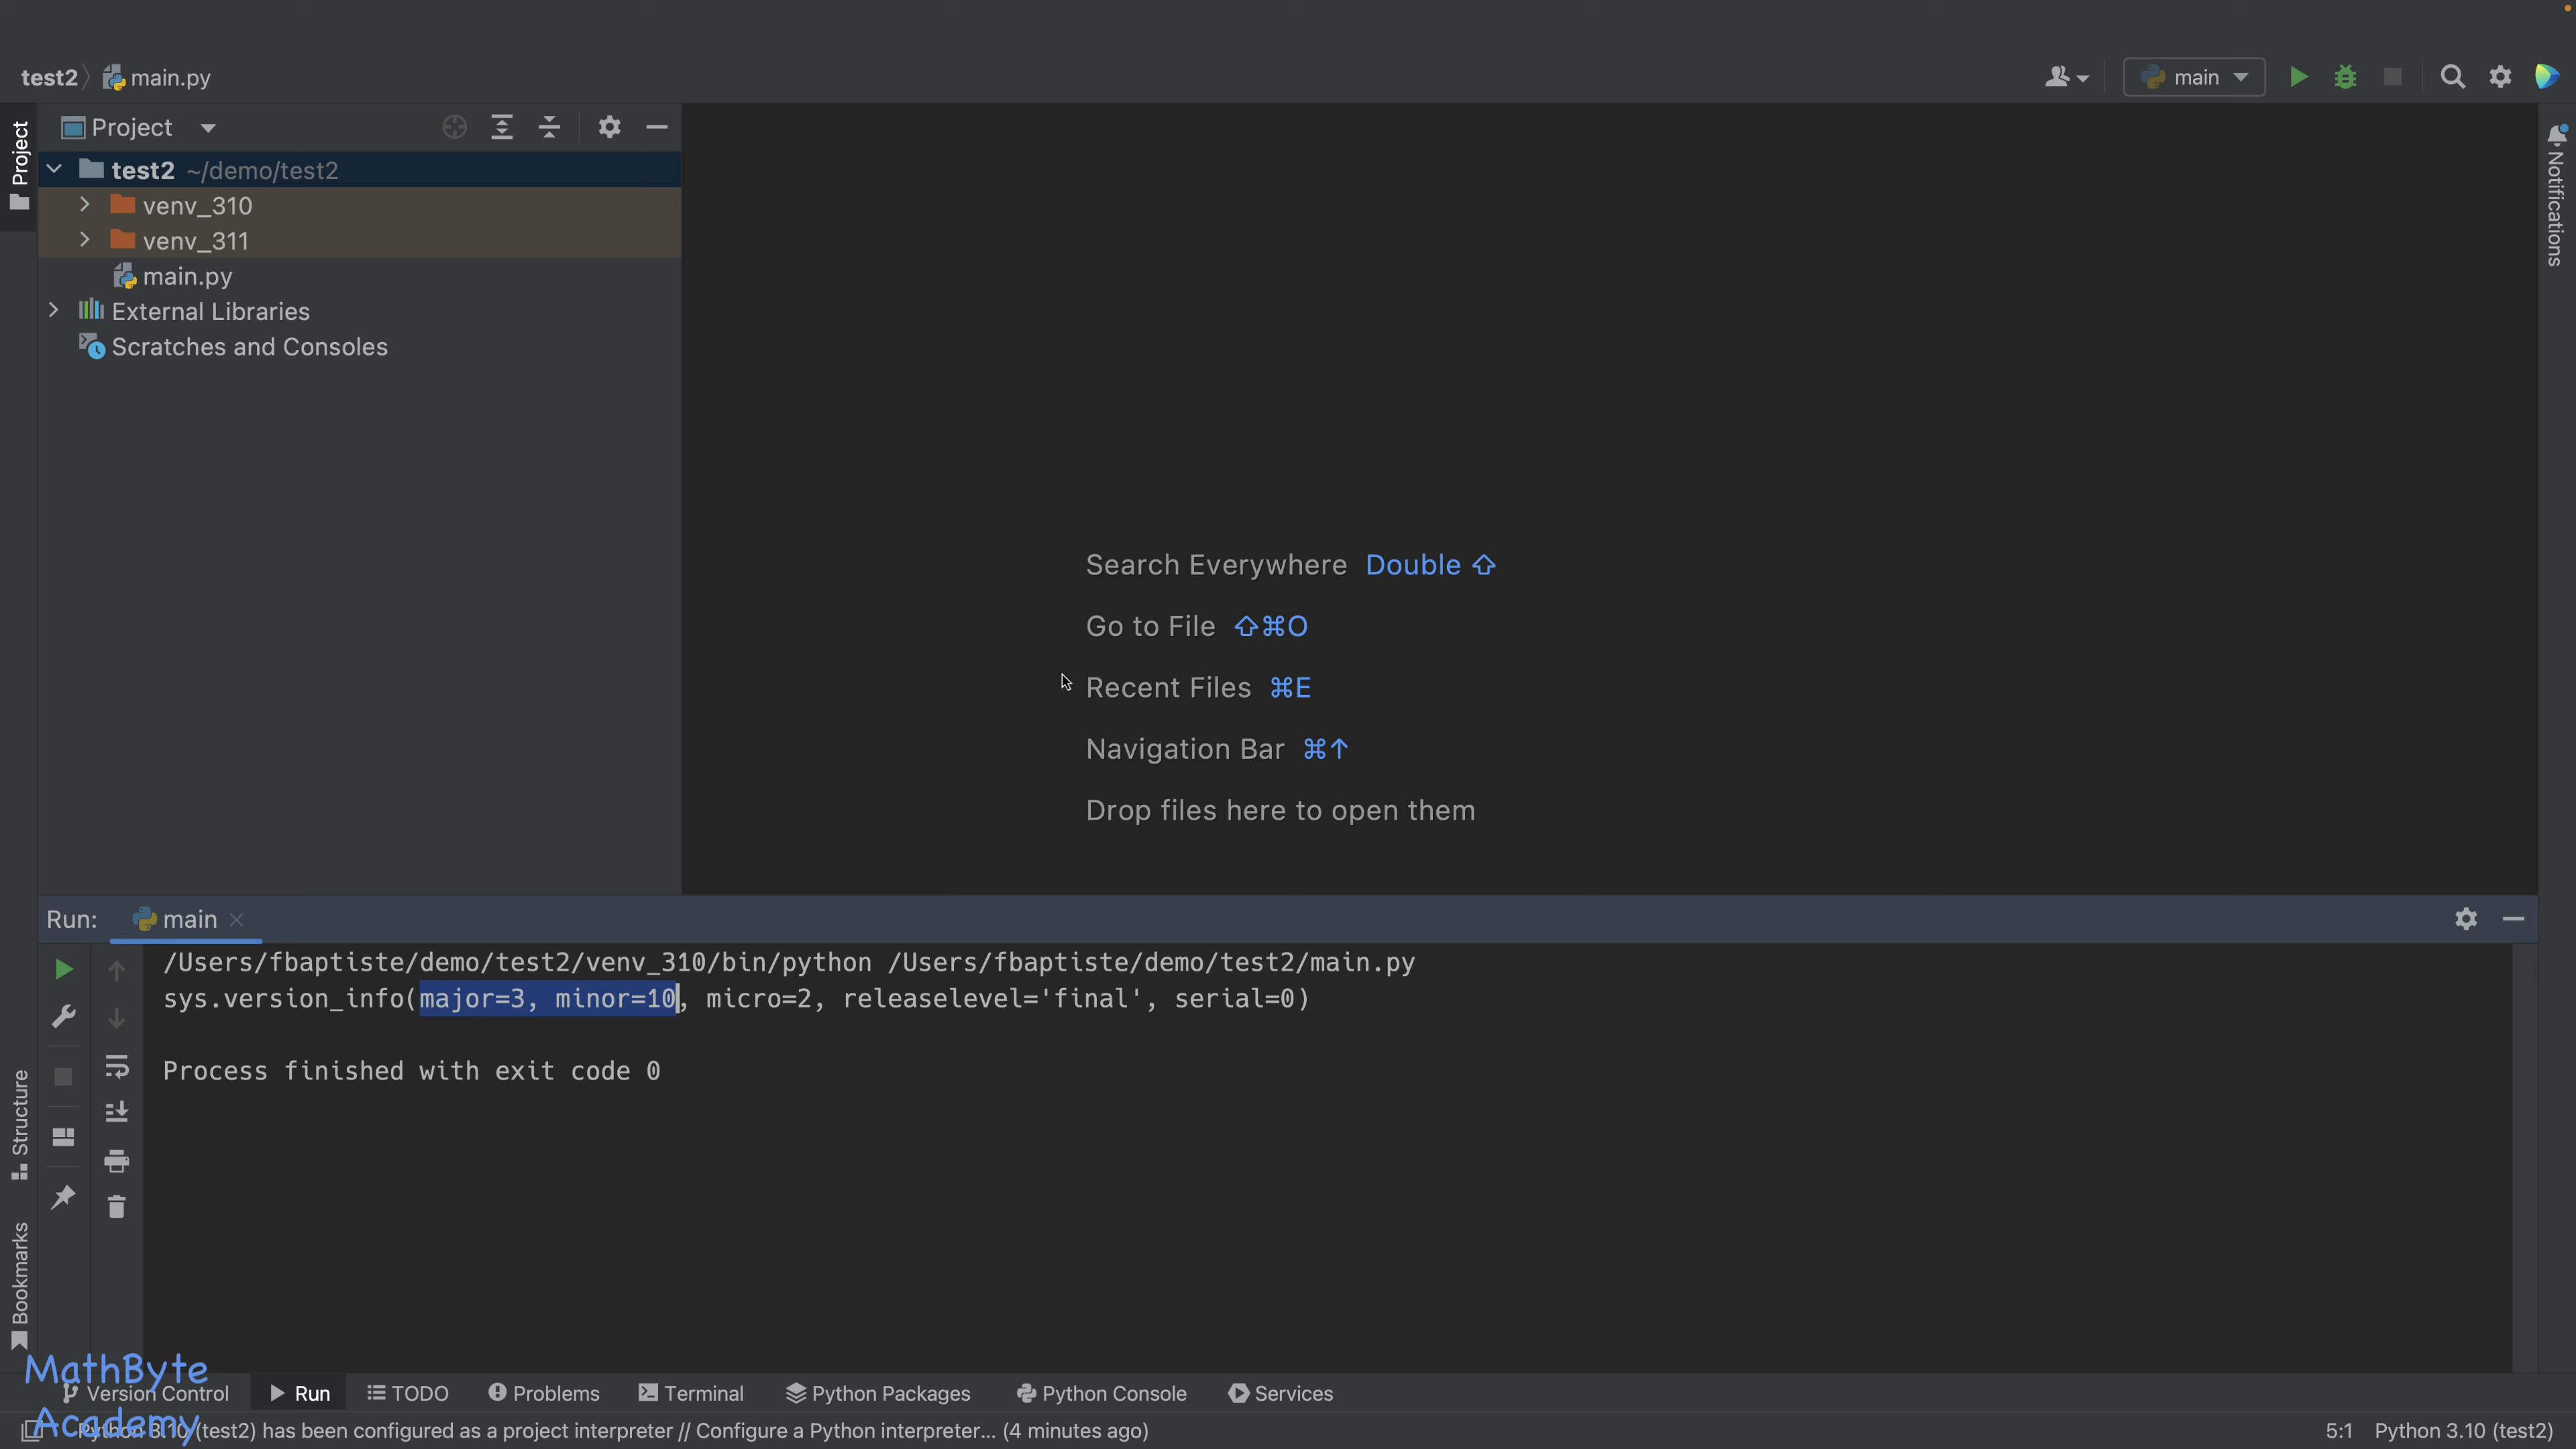 test2 main.py
main
Project
Project
test2 ~/demo/test2
venv_310
venv_311
main.py
External Libraries
Scratches and Consoles
Notifications
Search Everywhere Double ⇧
Go to File ⇧⌘O
Recent Files ⌘E
Navigation Bar ⌘↑
Drop files here to open them
Run: main
/Users/fbaptiste/demo/test2/venv_310/bin/python /Users/fbaptiste/demo/test2/main.py
sys.version_info(major=3, minor=10, micro=2, releaselevel='final', serial=0)
Process finished with exit code 0
Structure
Bookmarks
MathByte
Academy
Version Control Run TODO Problems Terminal Python Packages Python Console Services
Python 3.10 (test2) has been configured as a project interpreter // Configure a Python interpreter... (4 minutes ago) 5:1 Python 3.10 (test2)